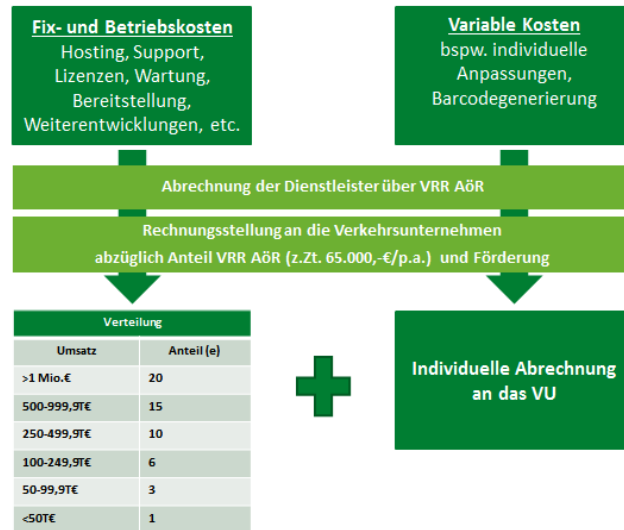 Fix- und Betriebskosten
Hosting, Support,
Lizenzen, Wartung,
Bereitstellung,
Weiterentwicklungen, etc.
Variable Kosten
bspw. individuelle
Anpassungen,
Barcodegenerierung
Abrechnung der Dienstleister über VRR AöR
Rechnungsstellung an die Verkehrsunternehmen
abzüglich Anteil VRR AöR (z.Zt. 65.000,-€/p.a.) und Förderung
Verteilung
Umsatz Anteil (e)
>1 Mio.€ 20
500-999,9T€ 15
250-499,9T€ 10
100-249,9T€ 6
50-99,9T€ 3
<50T€ 1
Individuelle Abrechnung
an das VU